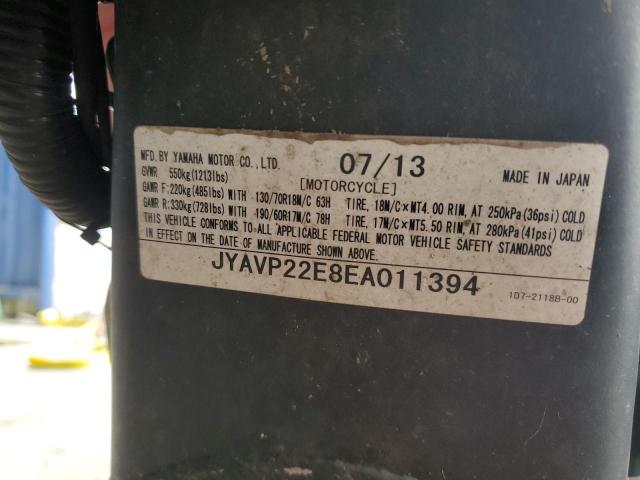 MFD. BY YAMAHA MOTOR CO., LTD. 07/13 MADE IN JAPAN
GVWR 550kg(1213lbs) [MOTORCYCLE]
GAWR F:220kg(485lbs) WITH 130/70R18M/C 63H TIRE, 18M/C×MT4.00 RIM, AT 250kPa(36psi) COLD
GAWR R:330kg(728lbs) WITH 190/60R17M/C 78H TIRE, 17M/C×MT5.50 RIM, AT 280kPa(41psi) COLD
THIS VEHICLE CONFORMS TO ALL APPLICABLE FEDERAL MOTOR VEHICLE SAFETY STANDARDS
IN EFFECT ON THE DATE OF MANUFACTURE SHOWN ABOVE.
JYAVP22E8EA011394
1D7-2118B-00